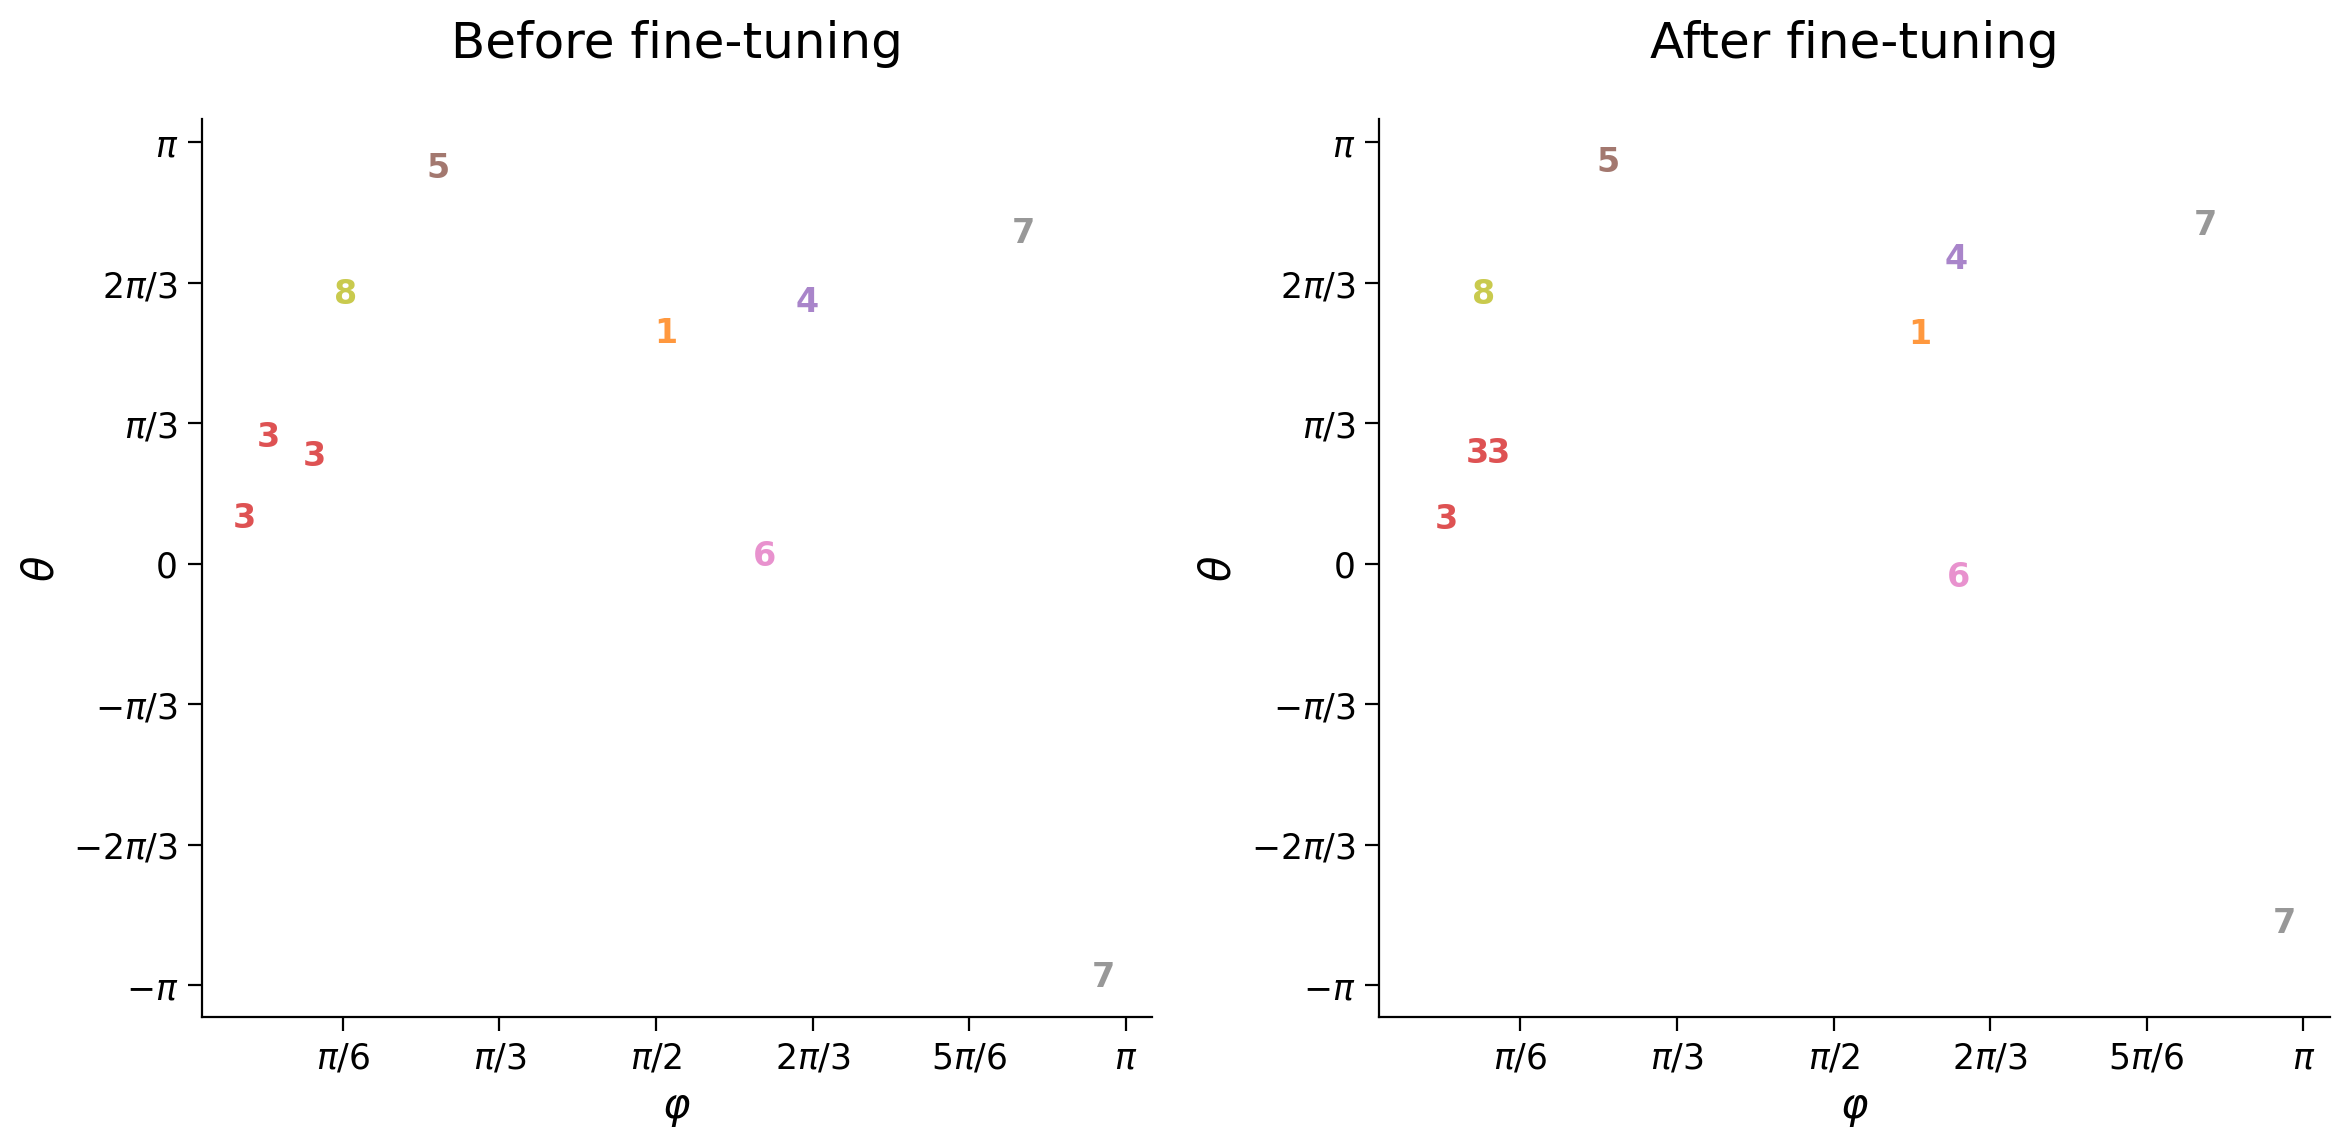 Before fine-tuning
π
2π/3
π/3
0
−π/3
−2π/3
−π
θ
5
7
8
4
1
3
3
3
6
7
π/6 π/3 π/2 2π/3 5π/6 π
φ
After fine-tuning
π
2π/3
π/3
0
−π/3
−2π/3
−π
θ
5
7
4
8
1
33
3
6
7
π/6 π/3 π/2 2π/3 5π/6 π
φ